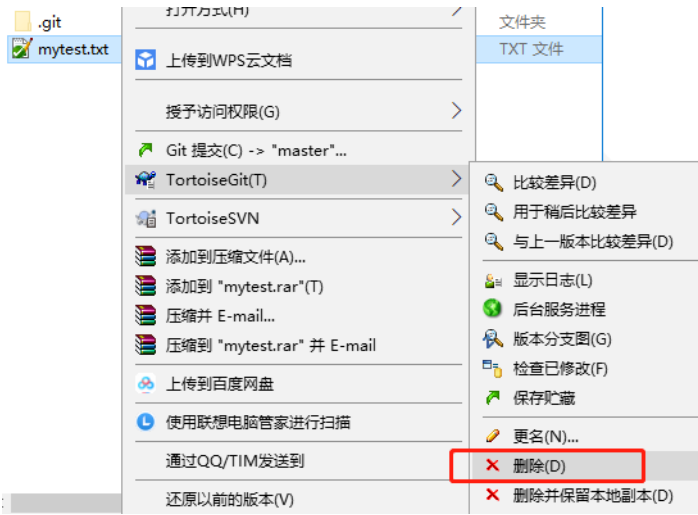 .git
mytest.txt
文件夹
TXT 文件
打开方式(H)
上传到WPS云文档
授予访问权限(G)
Git 提交(C) -> "master"...
TortoiseGit(T)
TortoiseSVN
添加到压缩文件(A)...
添加到 "mytest.rar"(T)
压缩并 E-mail...
压缩到 "mytest.rar" 并 E-mail
上传到百度网盘
使用联想电脑管家进行扫描
通过QQ/TIM发送到
还原以前的版本(V)
比较差异(D)
用于稍后比较差异
与上一版本比较差异(D)
显示日志(L)
后台服务进程
版本分支图(G)
检查已修改(F)
保存贮藏
更名(N)...
删除(D)
删除并保留本地副本(D)